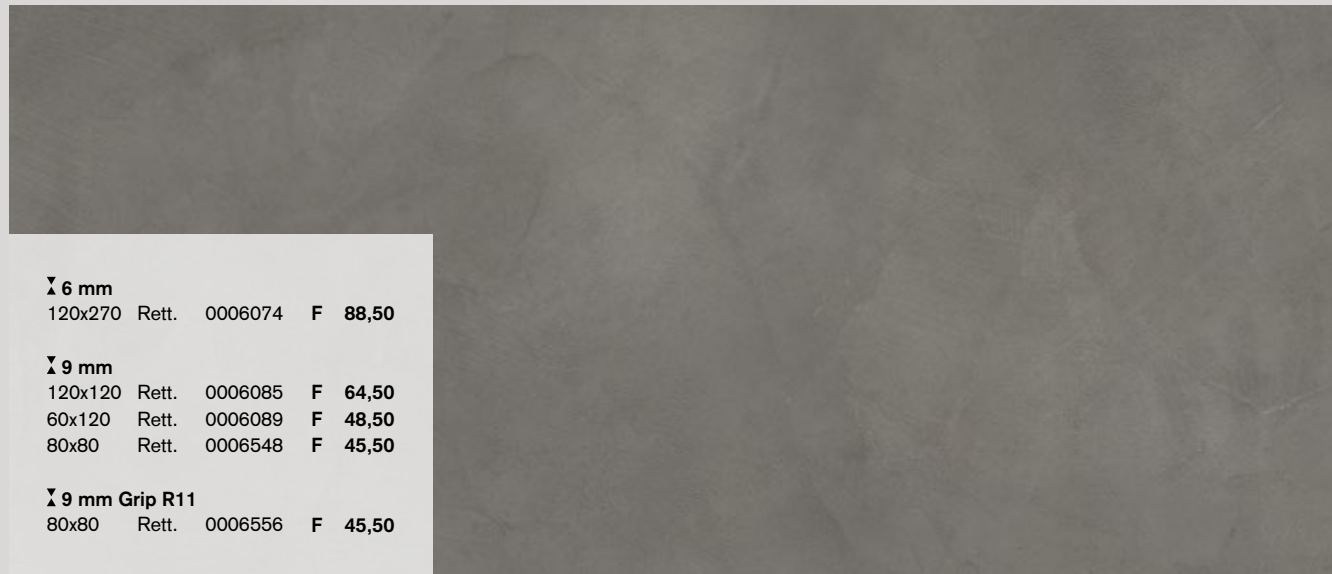 6 mm
120x270 Rett. 0006074 F 88,50
9 mm
120x120 Rett. 0006085 F 64,50
60x120 Rett. 0006089 F 48,50
80x80 Rett. 0006548 F 45,50
9 mm Grip R11
80x80 Rett. 0006556 F 45,50